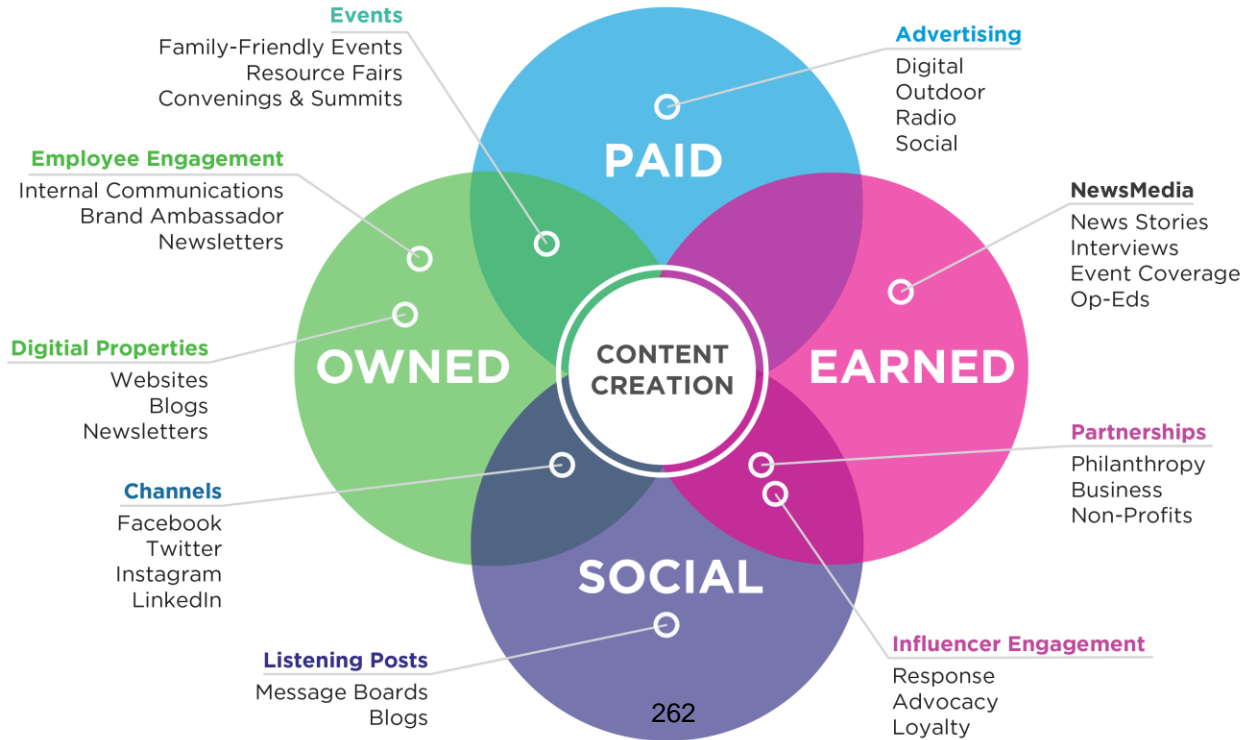 Events
Family-Friendly Events
Resource Fairs
Convenings & Summits
Advertising
Digital
Outdoor
Radio
Social
PAID
Employee Engagement
Internal Communications
Brand Ambassador
Newsletters
NewsMedia
News Stories
Interviews
Event Coverage
Op-Eds
Digitial Properties
Websites
Blogs
Newsletters
OWNED
CONTENT
CREATION
EARNED
Partnerships
Philanthropy
Business
Non-Profits
Channels
Facebook
Twitter
Instagram
LinkedIn
SOCIAL
Listening Posts
Message Boards
Blogs
Influencer Engagement
Response
Advocacy
Loyalty
262